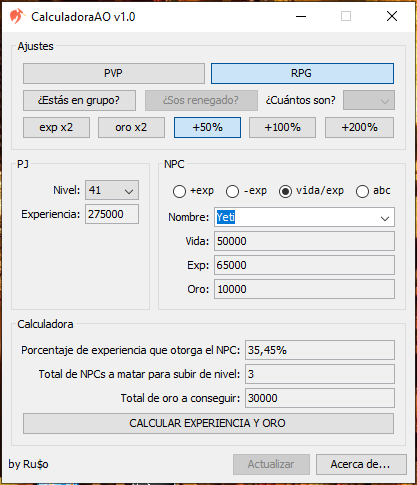 CalculadoraAO v1.0
Ajustes
PVP RPG
¿Estás en grupo? ¿Sos renegado? ¿Cuántos son?
exp x2 oro x2 +50% +100% +200%
PJ
Nivel: 41
Experiencia: 275000
NPC
+exp -exp vida/exp abc
Nombre: Yeti
Vida: 50000
Exp: 65000
Oro: 10000
Calculadora
Porcentaje de experiencia que otorga el NPC: 35,45%
Total de NPCs a matar para subir de nivel: 3
Total de oro a conseguir: 30000
CALCULAR EXPERIENCIA Y ORO
by Ru$o Actualizar Acerca de...